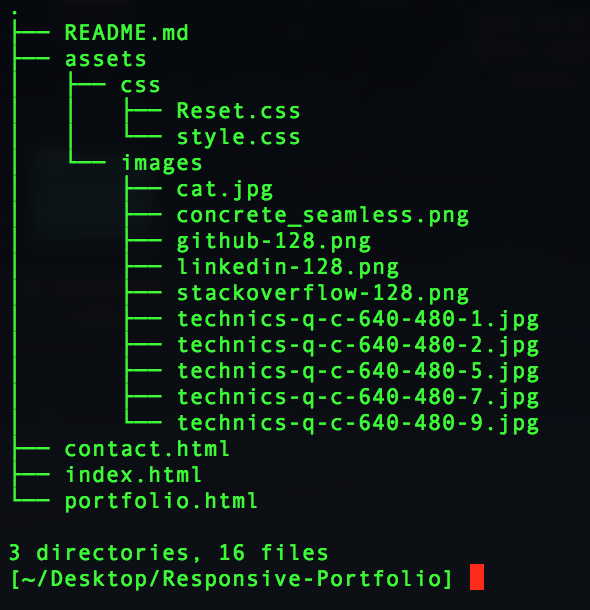 .
├── README.md
├── assets
│   ├── css
│   │   ├── Reset.css
│   │   └── style.css
│   └── images
│       ├── cat.jpg
│       ├── concrete_seamless.png
│       ├── github-128.png
│       ├── linkedin-128.png
│       ├── stackoverflow-128.png
│       ├── technics-q-c-640-480-1.jpg
│       ├── technics-q-c-640-480-2.jpg
│       ├── technics-q-c-640-480-5.jpg
│       ├── technics-q-c-640-480-7.jpg
│       └── technics-q-c-640-480-9.jpg
├── contact.html
├── index.html
└── portfolio.html
3 directories, 16 files
[~/Desktop/Responsive-Portfolio]